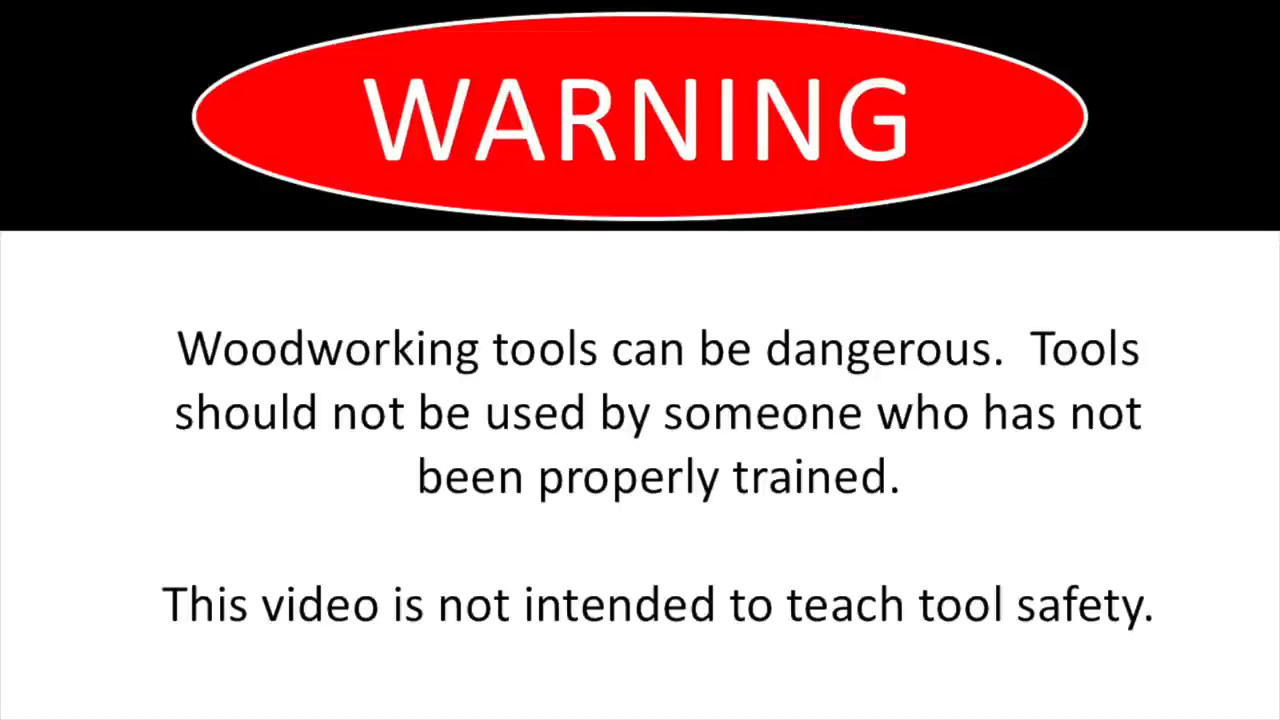 WARNING
Woodworking tools can be dangerous.  Tools
should not be used by someone who has not
been properly trained.
This video is not intended to teach tool safety.